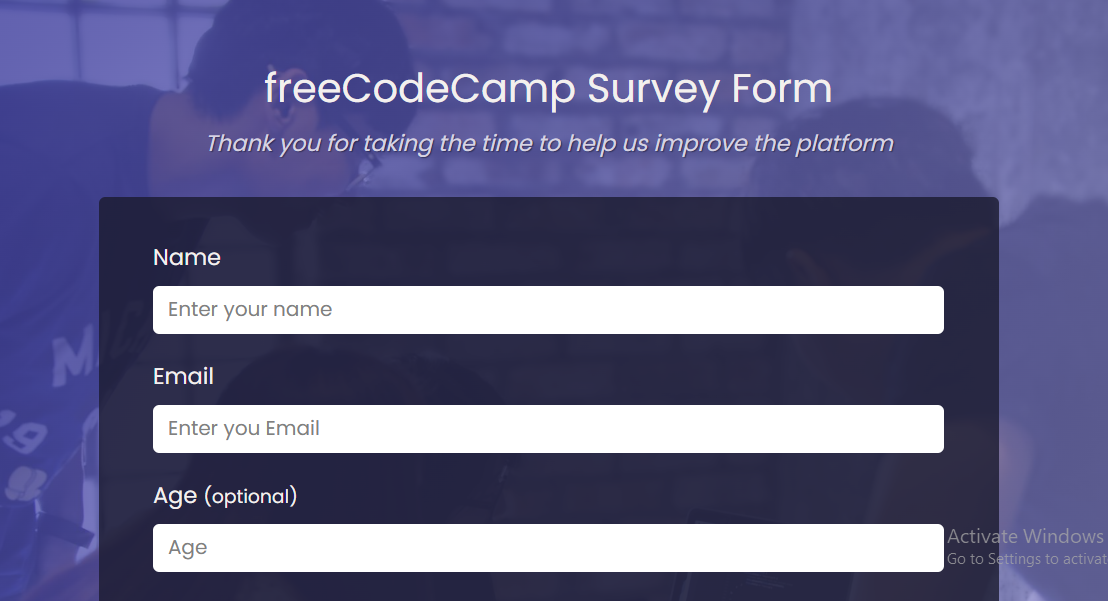 freeCodeCamp Survey Form
Thank you for taking the time to help us improve the platform
Name
Enter your name
Email
Enter you Email
Age (optional)
Age
Activate Windows
Go to Settings to activat